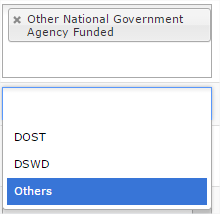 Other National Government
Agency Funded
DOST
DSWD
Others